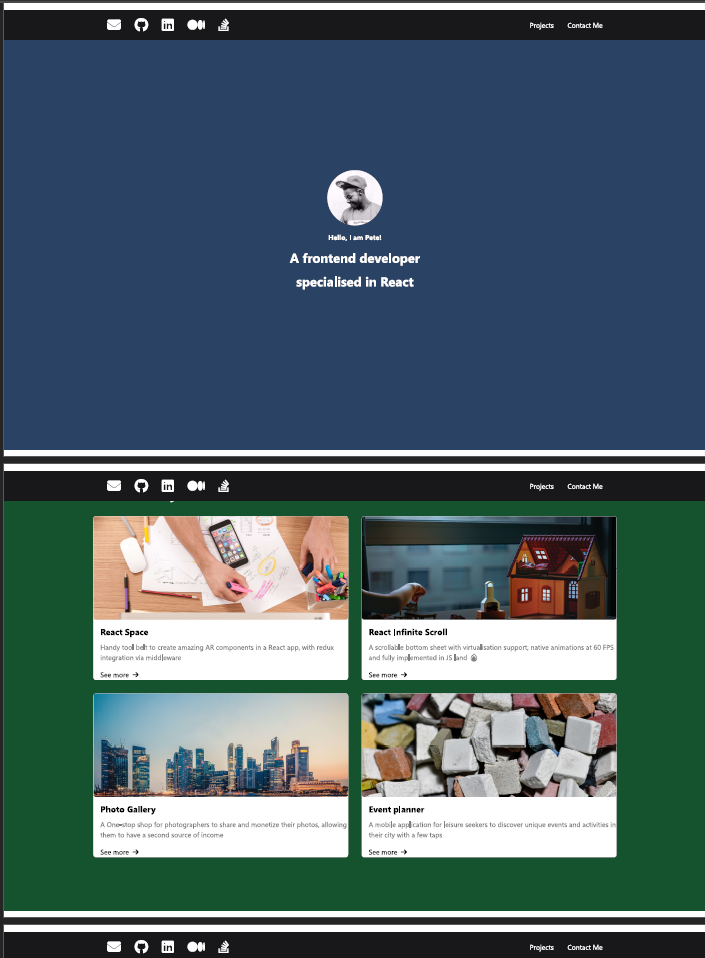 Projects Contact Me
Hello, I am Pete!
A frontend developer
specialised in React
Projects Contact Me
React Space
Handy tool belt to create amazing AR components in a React app, with redux
integration via middleware
See more →
React Infinite Scroll
A scrollable bottom sheet with virtualisation support, native animations at 60 FPS
and fully implemented in JS land
See more →
Photo Gallery
A One-stop shop for photographers to share and monetize their photos, allowing
them to have a second source of income
See more →
Event planner
A mobile application for leisure seekers to discover unique events and activities in
their city with a few taps
See more →
Projects Contact Me